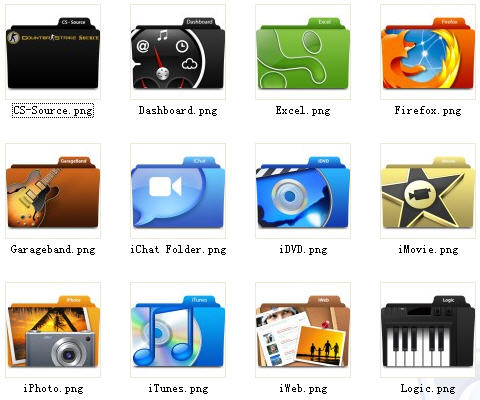 CS - Source
COUNTER STRIKE SOURCE
CS-Source.png
Dashboard
Dashboard.png
Excel
Excel.png
Firefox
Firefox.png
GarageBand
Garageband.png
iChat
iChat Folder.png
iDVD
iDVD.png
iMovie
iMovie.png
iPhoto
iPhoto.png
iTunes
iTunes.png
iWeb
iWeb.png
Logic
Logic.png